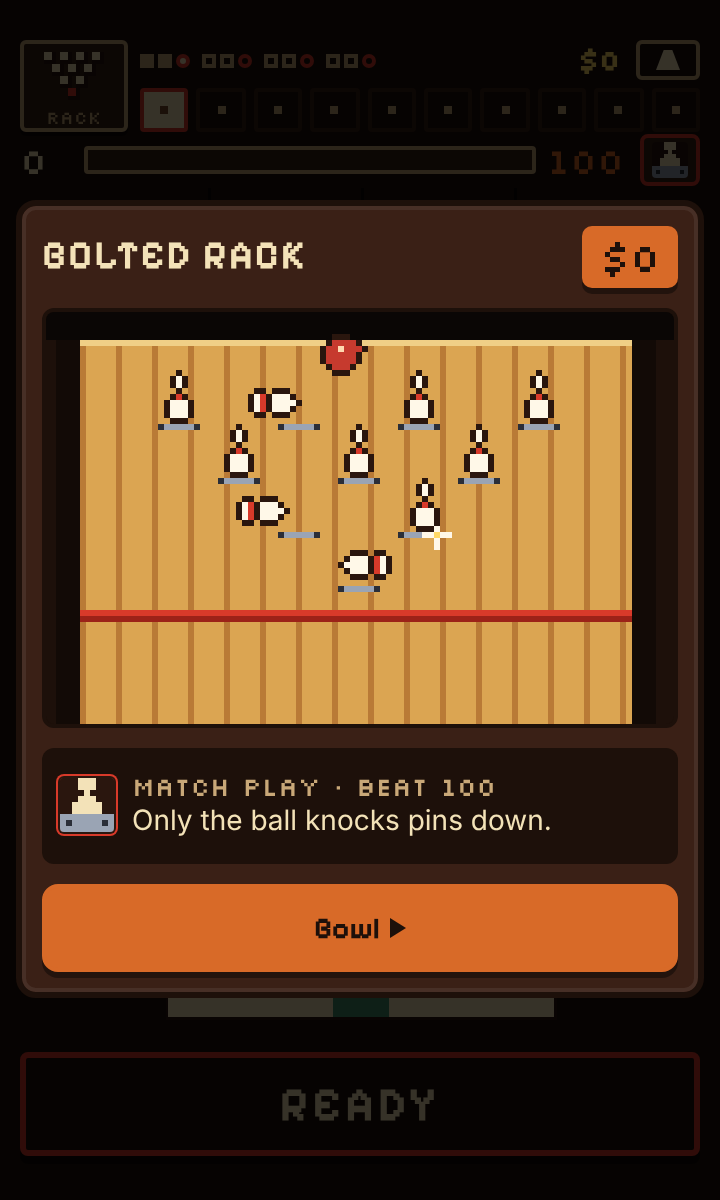 $0
RACK
0
100
BOLTED RACK
$0
MATCH PLAY · BEAT 100
Only the ball knocks pins down.
Bowl
READY